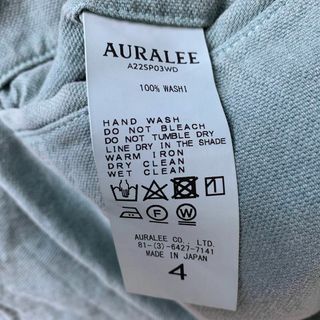 AURALEE
A22SP03WD
100% WASHI
HAND WASH
DO NOT BLEACH
DO NOT TUMBLE DRY
LINE DRY IN THE SHADE
WARM IRON
DRY CLEAN
WET CLEAN
F W
AURALEE CO., LTD.
81-(3)-6427-7141
MADE IN JAPAN
4